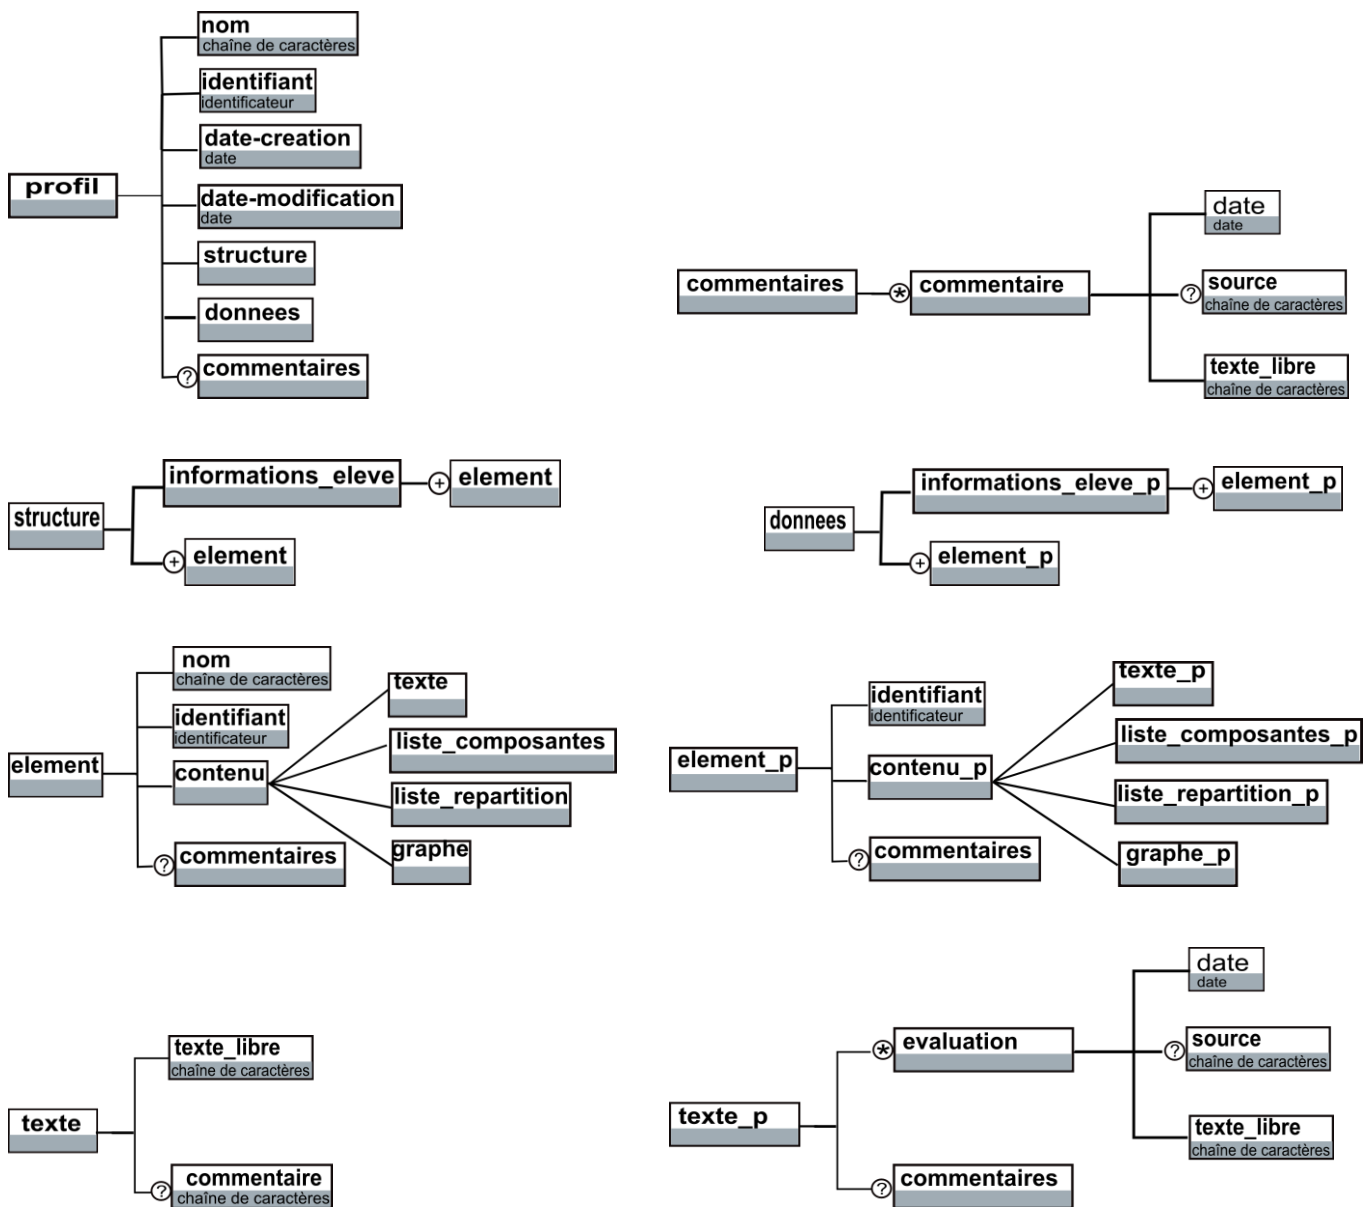 nom
chaîne de caractères
identifiant
identificateur
date-creation
date
profil
date-modification
date
structure
donnees
?
commentaires
date
date
commentaires
*
commentaire
?
source
chaîne de caractères
texte_libre
chaîne de caractères
structure
informations_eleve
+
element
+
element
donnees
informations_eleve_p
+
element_p
+
element_p
element
nom
chaîne de caractères
identifiant
identificateur
contenu
?
commentaires
texte
liste_composantes
liste_repartition
graphe
element_p
identifiant
identificateur
contenu_p
?
commentaires
texte_p
liste_composantes_p
liste_repartition_p
graphe_p
texte
texte_libre
chaîne de caractères
?
commentaire
chaîne de caractères
texte_p
*
evaluation
date
date
?
source
chaîne de caractères
texte_libre
chaîne de caractères
?
commentaires